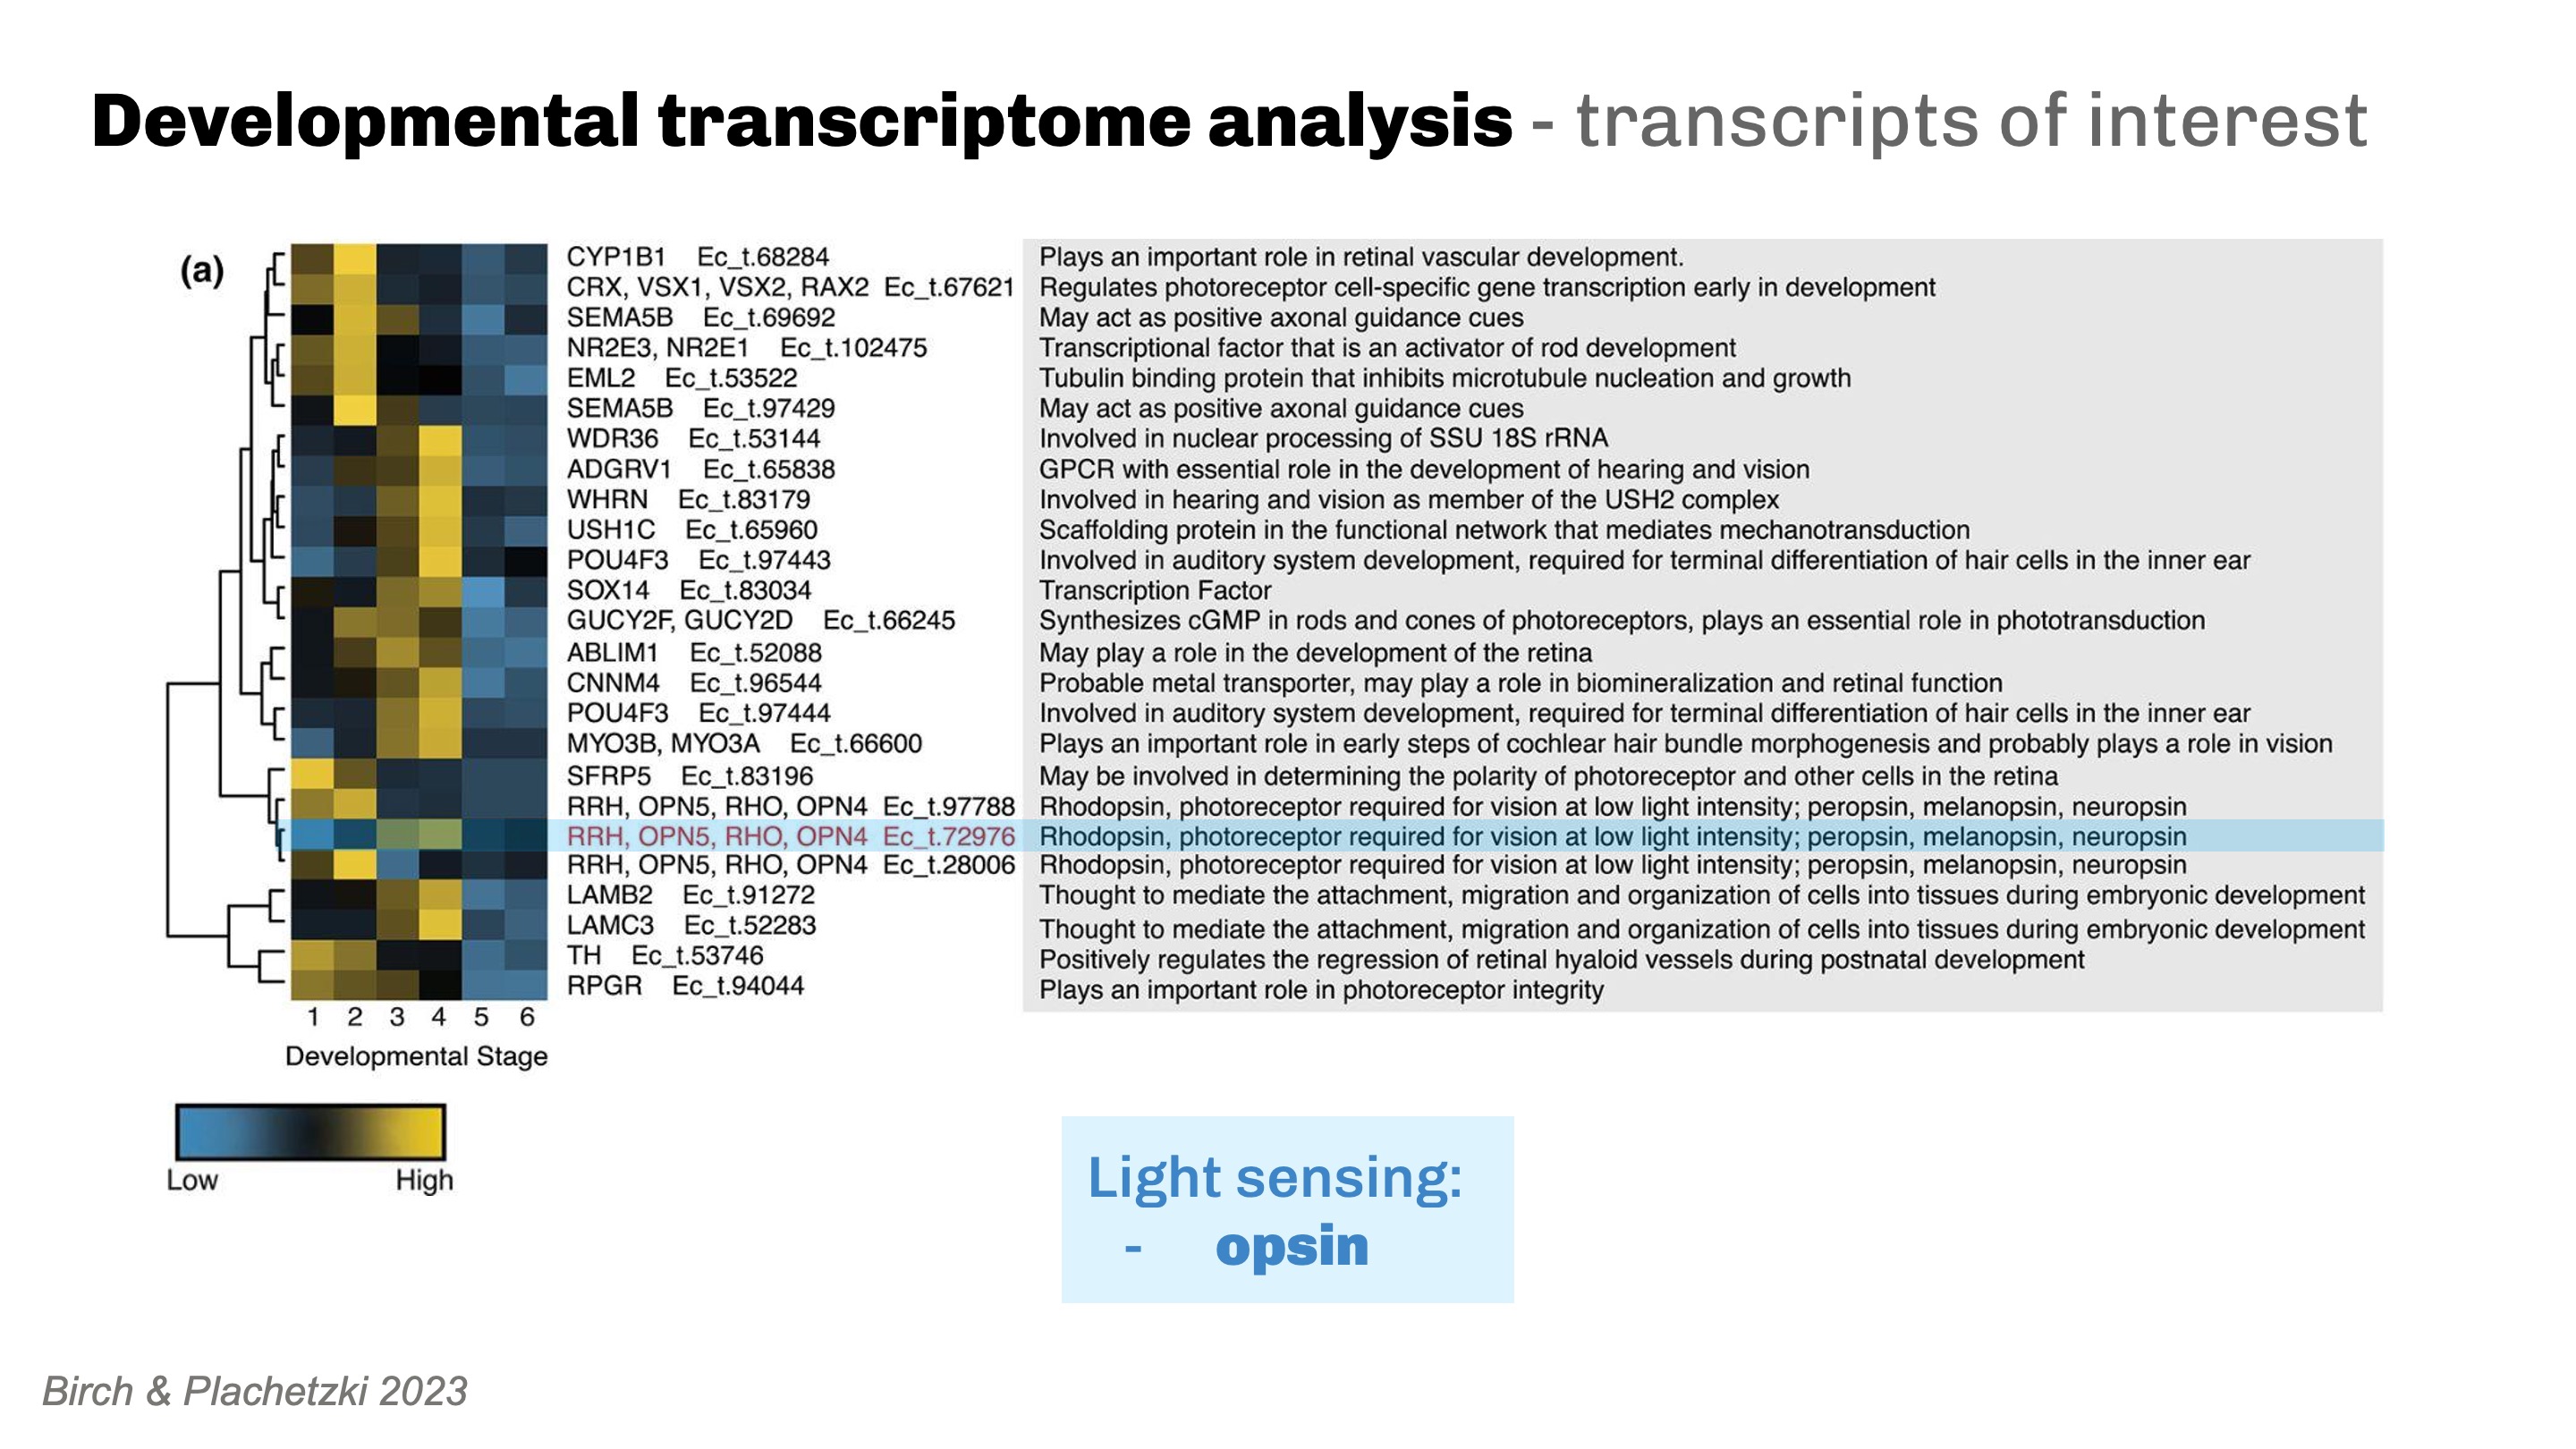 Developmental transcriptome analysis - transcripts of interest
(a)
CYP1B1 Ec_t.68284 Plays an important role in retinal vascular development.
CRX, VSX1, VSX2, RAX2 Ec_t.67621 Regulates photoreceptor cell-specific gene transcription early in development
SEMA5B Ec_t.69692 May act as positive axonal guidance cues
NR2E3, NR2E1 Ec_t.102475 Transcriptional factor that is an activator of rod development
EML2 Ec_t.53522 Tubulin binding protein that inhibits microtubule nucleation and growth
SEMA5B Ec_t.97429 May act as positive axonal guidance cues
WDR36 Ec_t.53144 Involved in nuclear processing of SSU 18S rRNA
ADGRV1 Ec_t.65838 GPCR with essential role in the development of hearing and vision
WHRN Ec_t.83179 Involved in hearing and vision as member of the USH2 complex
USH1C Ec_t.65960 Scaffolding protein in the functional network that mediates mechanotransduction
POU4F3 Ec_t.97443 Involved in auditory system development, required for terminal differentiation of hair cells in the inner ear
SOX14 Ec_t.83034 Transcription Factor
GUCY2F, GUCY2D Ec_t.66245 Synthesizes cGMP in rods and cones of photoreceptors, plays an essential role in phototransduction
ABLIM1 Ec_t.52088 May play a role in the development of the retina
CNNM4 Ec_t.96544 Probable metal transporter, may play a role in biomineralization and retinal function
POU4F3 Ec_t.97444 Involved in auditory system development, required for terminal differentiation of hair cells in the inner ear
MYO3B, MYO3A Ec_t.66600 Plays an important role in early steps of cochlear hair bundle morphogenesis and probably plays a role in vision
SFRP5 Ec_t.83196 May be involved in determining the polarity of photoreceptor and other cells in the retina
RRH, OPN5, RHO, OPN4 Ec_t.97788 Rhodopsin, photoreceptor required for vision at low light intensity; peropsin, melanopsin, neuropsin
RRH, OPN5, RHO, OPN4 Ec_t.72976 Rhodopsin, photoreceptor required for vision at low light intensity; peropsin, melanopsin, neuropsin
RRH, OPN5, RHO, OPN4 Ec_t.28006 Rhodopsin, photoreceptor required for vision at low light intensity; peropsin, melanopsin, neuropsin
LAMB2 Ec_t.91272 Thought to mediate the attachment, migration and organization of cells into tissues during embryonic development
LAMC3 Ec_t.52283 Thought to mediate the attachment, migration and organization of cells into tissues during embryonic development
TH Ec_t.53746 Positively regulates the regression of retinal hyaloid vessels during postnatal development
RPGR Ec_t.94044 Plays an important role in photoreceptor integrity
1 2 3 4 5 6
Developmental Stage
Low High
Light sensing:
- opsin
Birch & Plachetzki 2023